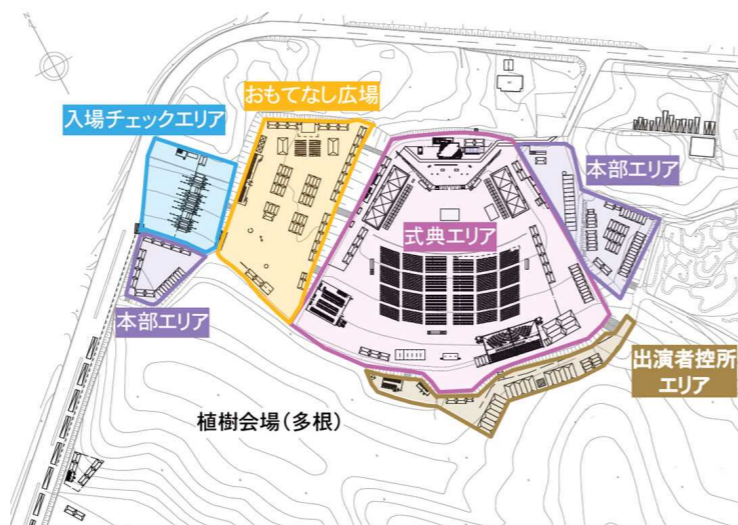 N
おもてなし広場
入場チェックエリア
本部エリア
式典エリア
本部エリア
出演者控所
エリア
植樹会場(多根)